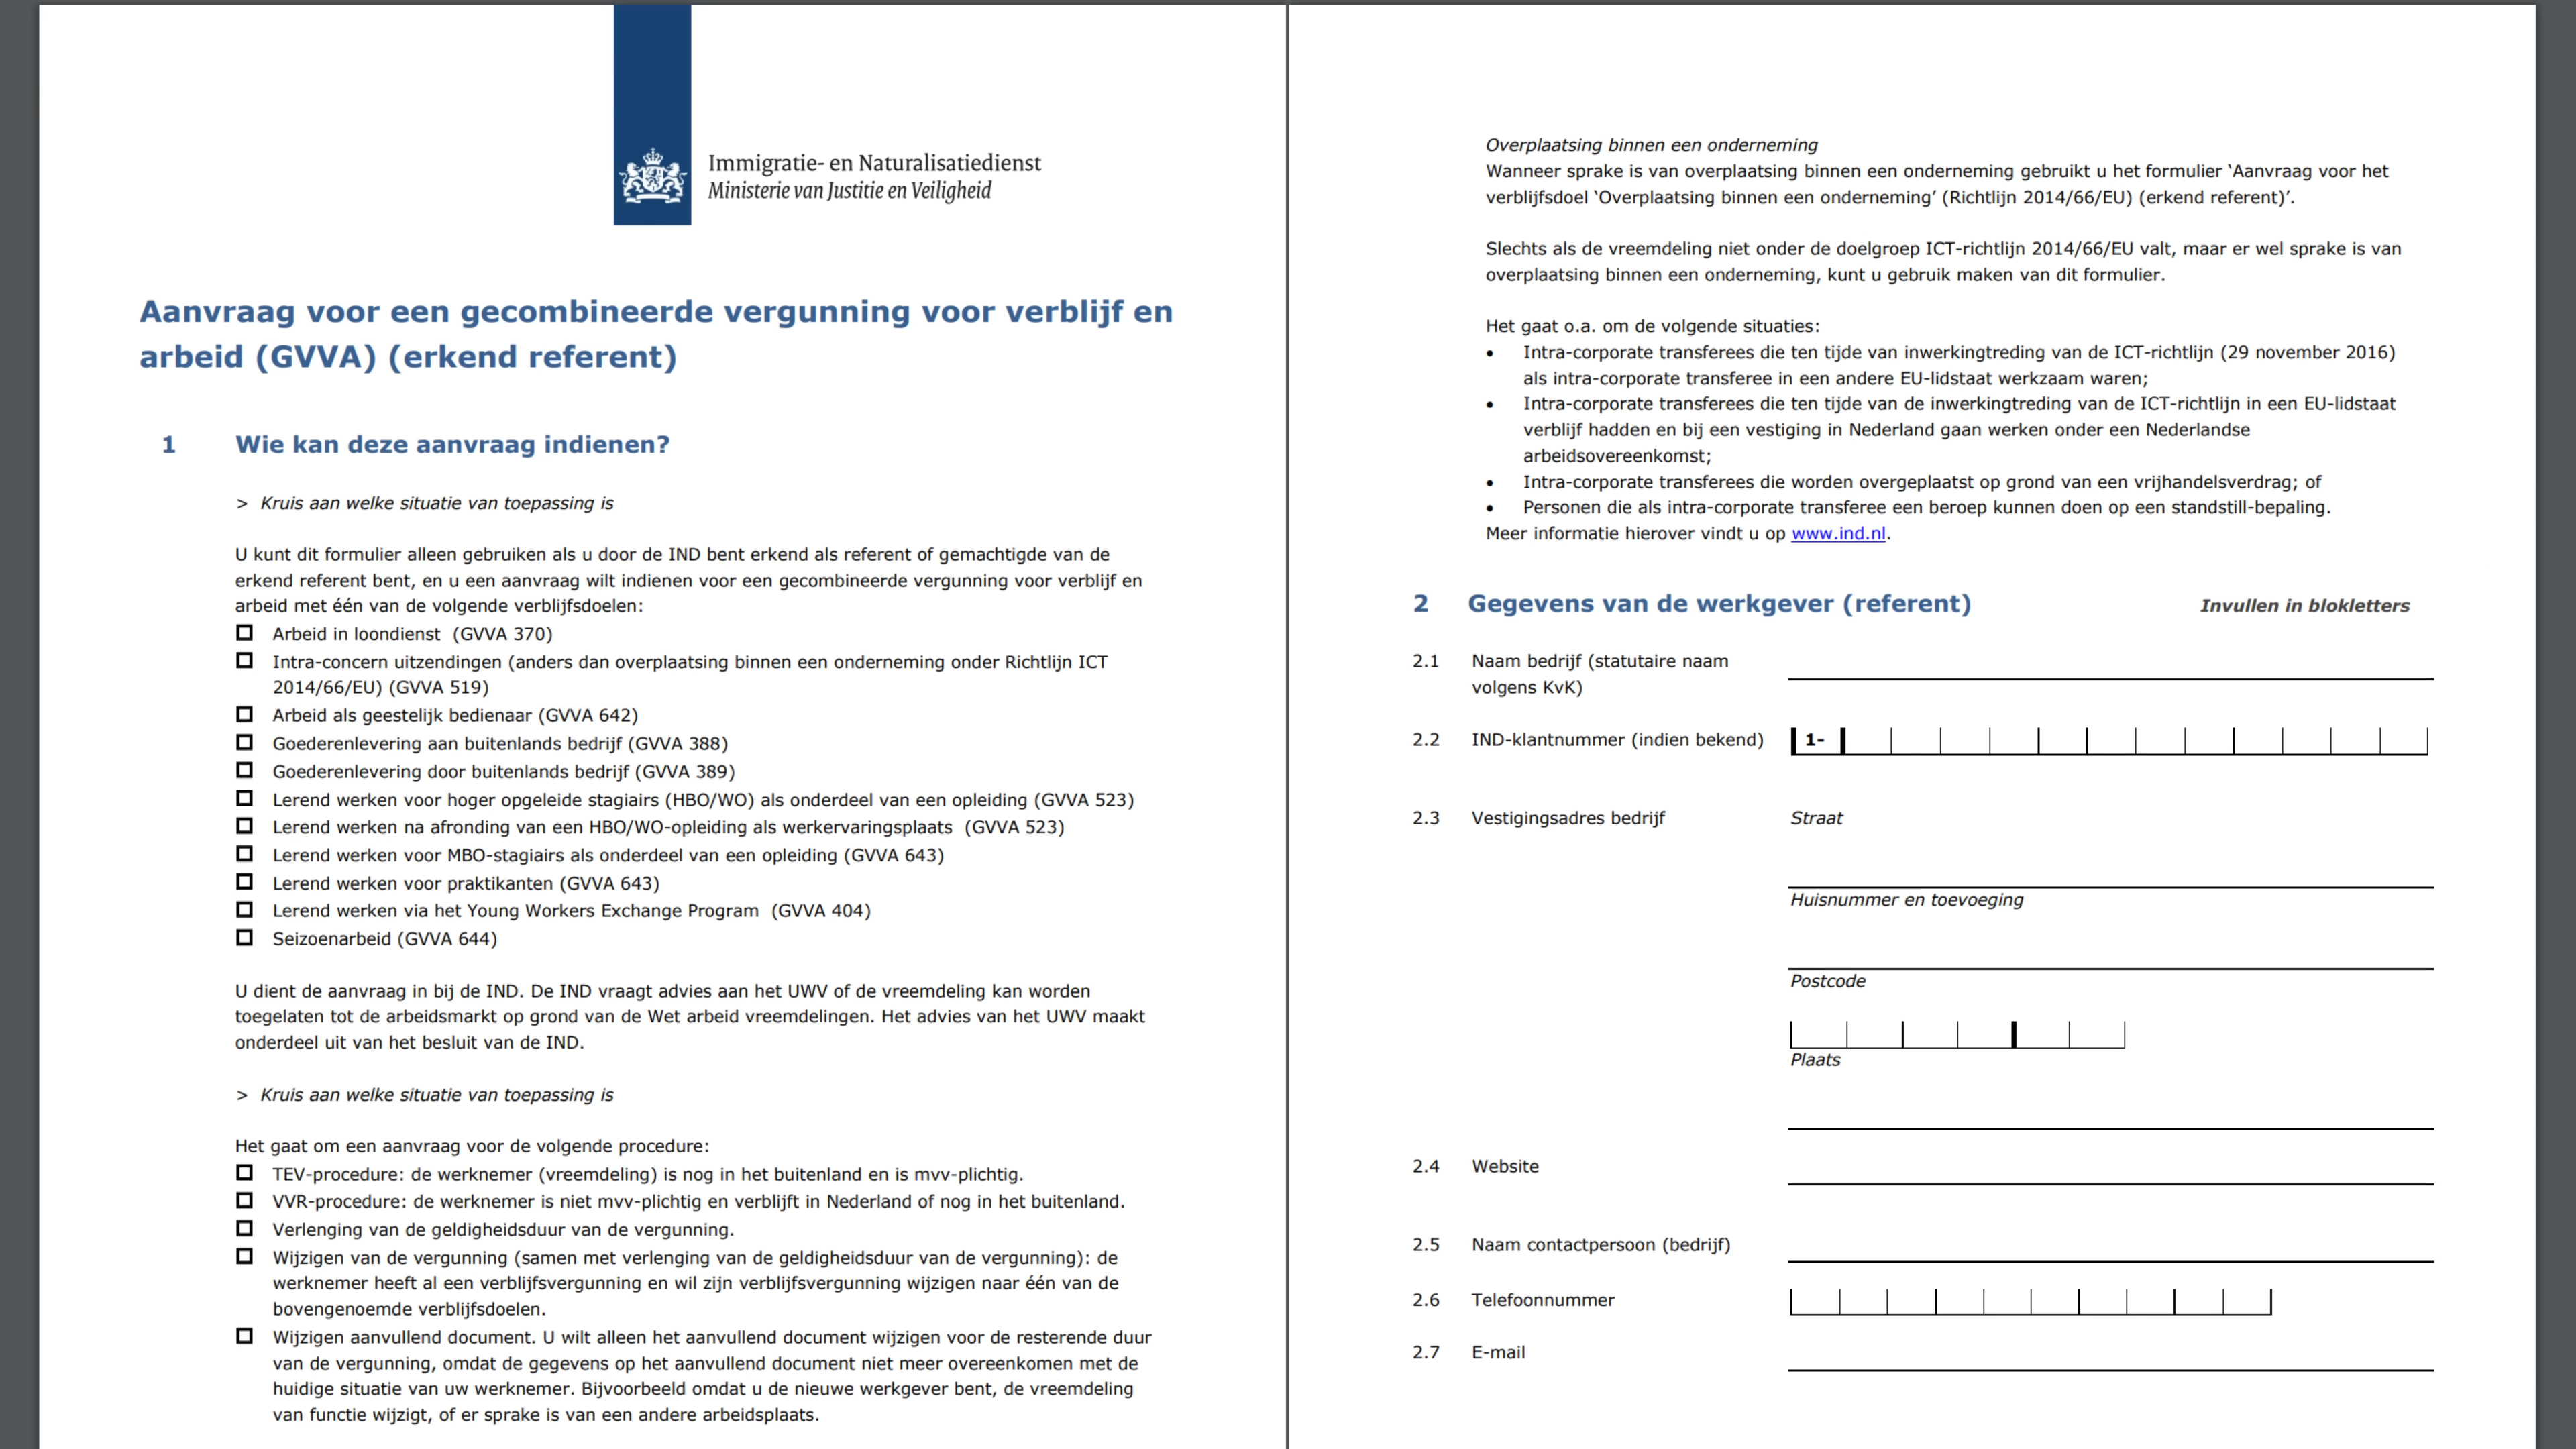 Immigratie- en Naturalisatiedienst
Ministerie van Justitie en Veiligheid
Aanvraag voor een gecombineerde vergunning voor verblijf en
arbeid (GVVA) (erkend referent)
1 Wie kan deze aanvraag indienen?
> Kruis aan welke situatie van toepassing is
U kunt dit formulier alleen gebruiken als u door de IND bent erkend als referent of gemachtigde van de
erkend referent bent, en u een aanvraag wilt indienen voor een gecombineerde vergunning voor verblijf en
arbeid met één van de volgende verblijfsdoelen:
Arbeid in loondienst (GVVA 370)
Intra-concern uitzendingen (anders dan overplaatsing binnen een onderneming onder Richtlijn ICT
2014/66/EU) (GVVA 519)
Arbeid als geestelijk bedienaar (GVVA 642)
Goederenlevering aan buitenlands bedrijf (GVVA 388)
Goederenlevering door buitenlands bedrijf (GVVA 389)
Lerend werken voor hoger opgeleide stagiairs (HBO/WO) als onderdeel van een opleiding (GVVA 523)
Lerend werken na afronding van een HBO/WO-opleiding als werkervaringsplaats (GVVA 523)
Lerend werken voor MBO-stagiairs als onderdeel van een opleiding (GVVA 643)
Lerend werken voor praktikanten (GVVA 643)
Lerend werken via het Young Workers Exchange Program (GVVA 404)
Seizoenarbeid (GVVA 644)
U dient de aanvraag in bij de IND. De IND vraagt advies aan het UWV of de vreemdeling kan worden
toegelaten tot de arbeidsmarkt op grond van de Wet arbeid vreemdelingen. Het advies van het UWV maakt
onderdeel uit van het besluit van de IND.
> Kruis aan welke situatie van toepassing is
Het gaat om een aanvraag voor de volgende procedure:
TEV-procedure: de werknemer (vreemdeling) is nog in het buitenland en is mvv-plichtig.
VVR-procedure: de werknemer is niet mvv-plichtig en verblijft in Nederland of nog in het buitenland.
Verlenging van de geldigheidsduur van de vergunning.
Wijzigen van de vergunning (samen met verlenging van de geldigheidsduur van de vergunning): de
werknemer heeft al een verblijfsvergunning en wil zijn verblijfsvergunning wijzigen naar één van de
bovengenoemde verblijfsdoelen.
Wijzigen aanvullend document. U wilt alleen het aanvullend document wijzigen voor de resterende duur
van de vergunning, omdat de gegevens op het aanvullend document niet meer overeenkomen met de
huidige situatie van uw werknemer. Bijvoorbeeld omdat u de nieuwe werkgever bent, de vreemdeling
van functie wijzigt, of er sprake is van een andere arbeidsplaats.
Overplaatsing binnen een onderneming
Wanneer sprake is van overplaatsing binnen een onderneming gebruikt u het formulier ‘Aanvraag voor het
verblijfsdoel ‘Overplaatsing binnen een onderneming’ (Richtlijn 2014/66/EU) (erkend referent)’.
Slechts als de vreemdeling niet onder de doelgroep ICT-richtlijn 2014/66/EU valt, maar er wel sprake is van
overplaatsing binnen een onderneming, kunt u gebruik maken van dit formulier.
Het gaat o.a. om de volgende situaties:
• Intra-corporate transferees die ten tijde van inwerkingtreding van de ICT-richtlijn (29 november 2016)
als intra-corporate transferee in een andere EU-lidstaat werkzaam waren;
• Intra-corporate transferees die ten tijde van de inwerkingtreding van de ICT-richtlijn in een EU-lidstaat
verblijf hadden en bij een vestiging in Nederland gaan werken onder een Nederlandse
arbeidsovereenkomst;
• Intra-corporate transferees die worden overgeplaatst op grond van een vrijhandelsverdrag; of
• Personen die als intra-corporate transferee een beroep kunnen doen op een standstill-bepaling.
Meer informatie hierover vindt u op www.ind.nl.
2 Gegevens van de werkgever (referent) Invullen in blokletters
2.1 Naam bedrijf (statutaire naam
volgens KvK)
2.2 IND-klantnummer (indien bekend) 1-
2.3 Vestigingsadres bedrijf Straat
Huisnummer en toevoeging
Postcode
Plaats
2.4 Website
2.5 Naam contactpersoon (bedrijf)
2.6 Telefoonnummer
2.7 E-mail